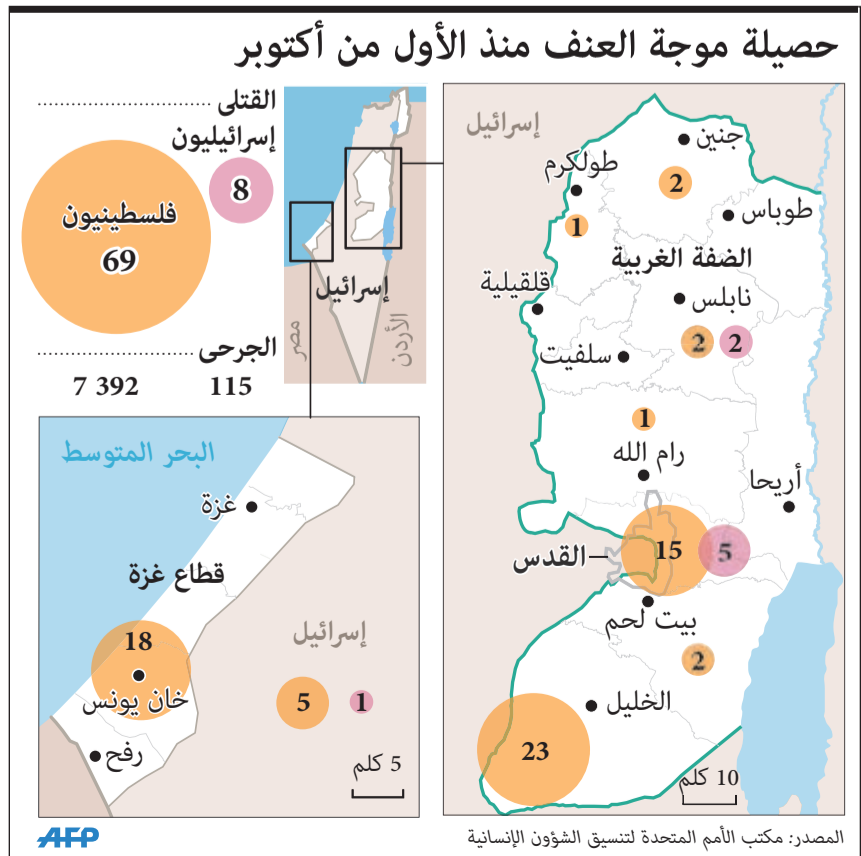 حصيلة موجة العنف منذ الأول من أكتوبر
القتلى
إسرائيليون
8
فلسطينيون
69
الجرحى
115
7 392
إسرائيل
مصر
الأردن
إسرائيل
جنين
2
طولكرم
1
طوباس
الضفة الغربية
قلقيلية
نابلس
2
2
سلفيت
1
رام الله
أريحا
القدس
15
5
بيت لحم
2
الخليل
23
10 كلم
البحر المتوسط
غزة
قطاع غزة
إسرائيل
18
خان يونس
5
1
رفح
5 كلم
المصدر: مكتب الأمم المتحدة لتنسيق الشؤون الإنسانية
AFP